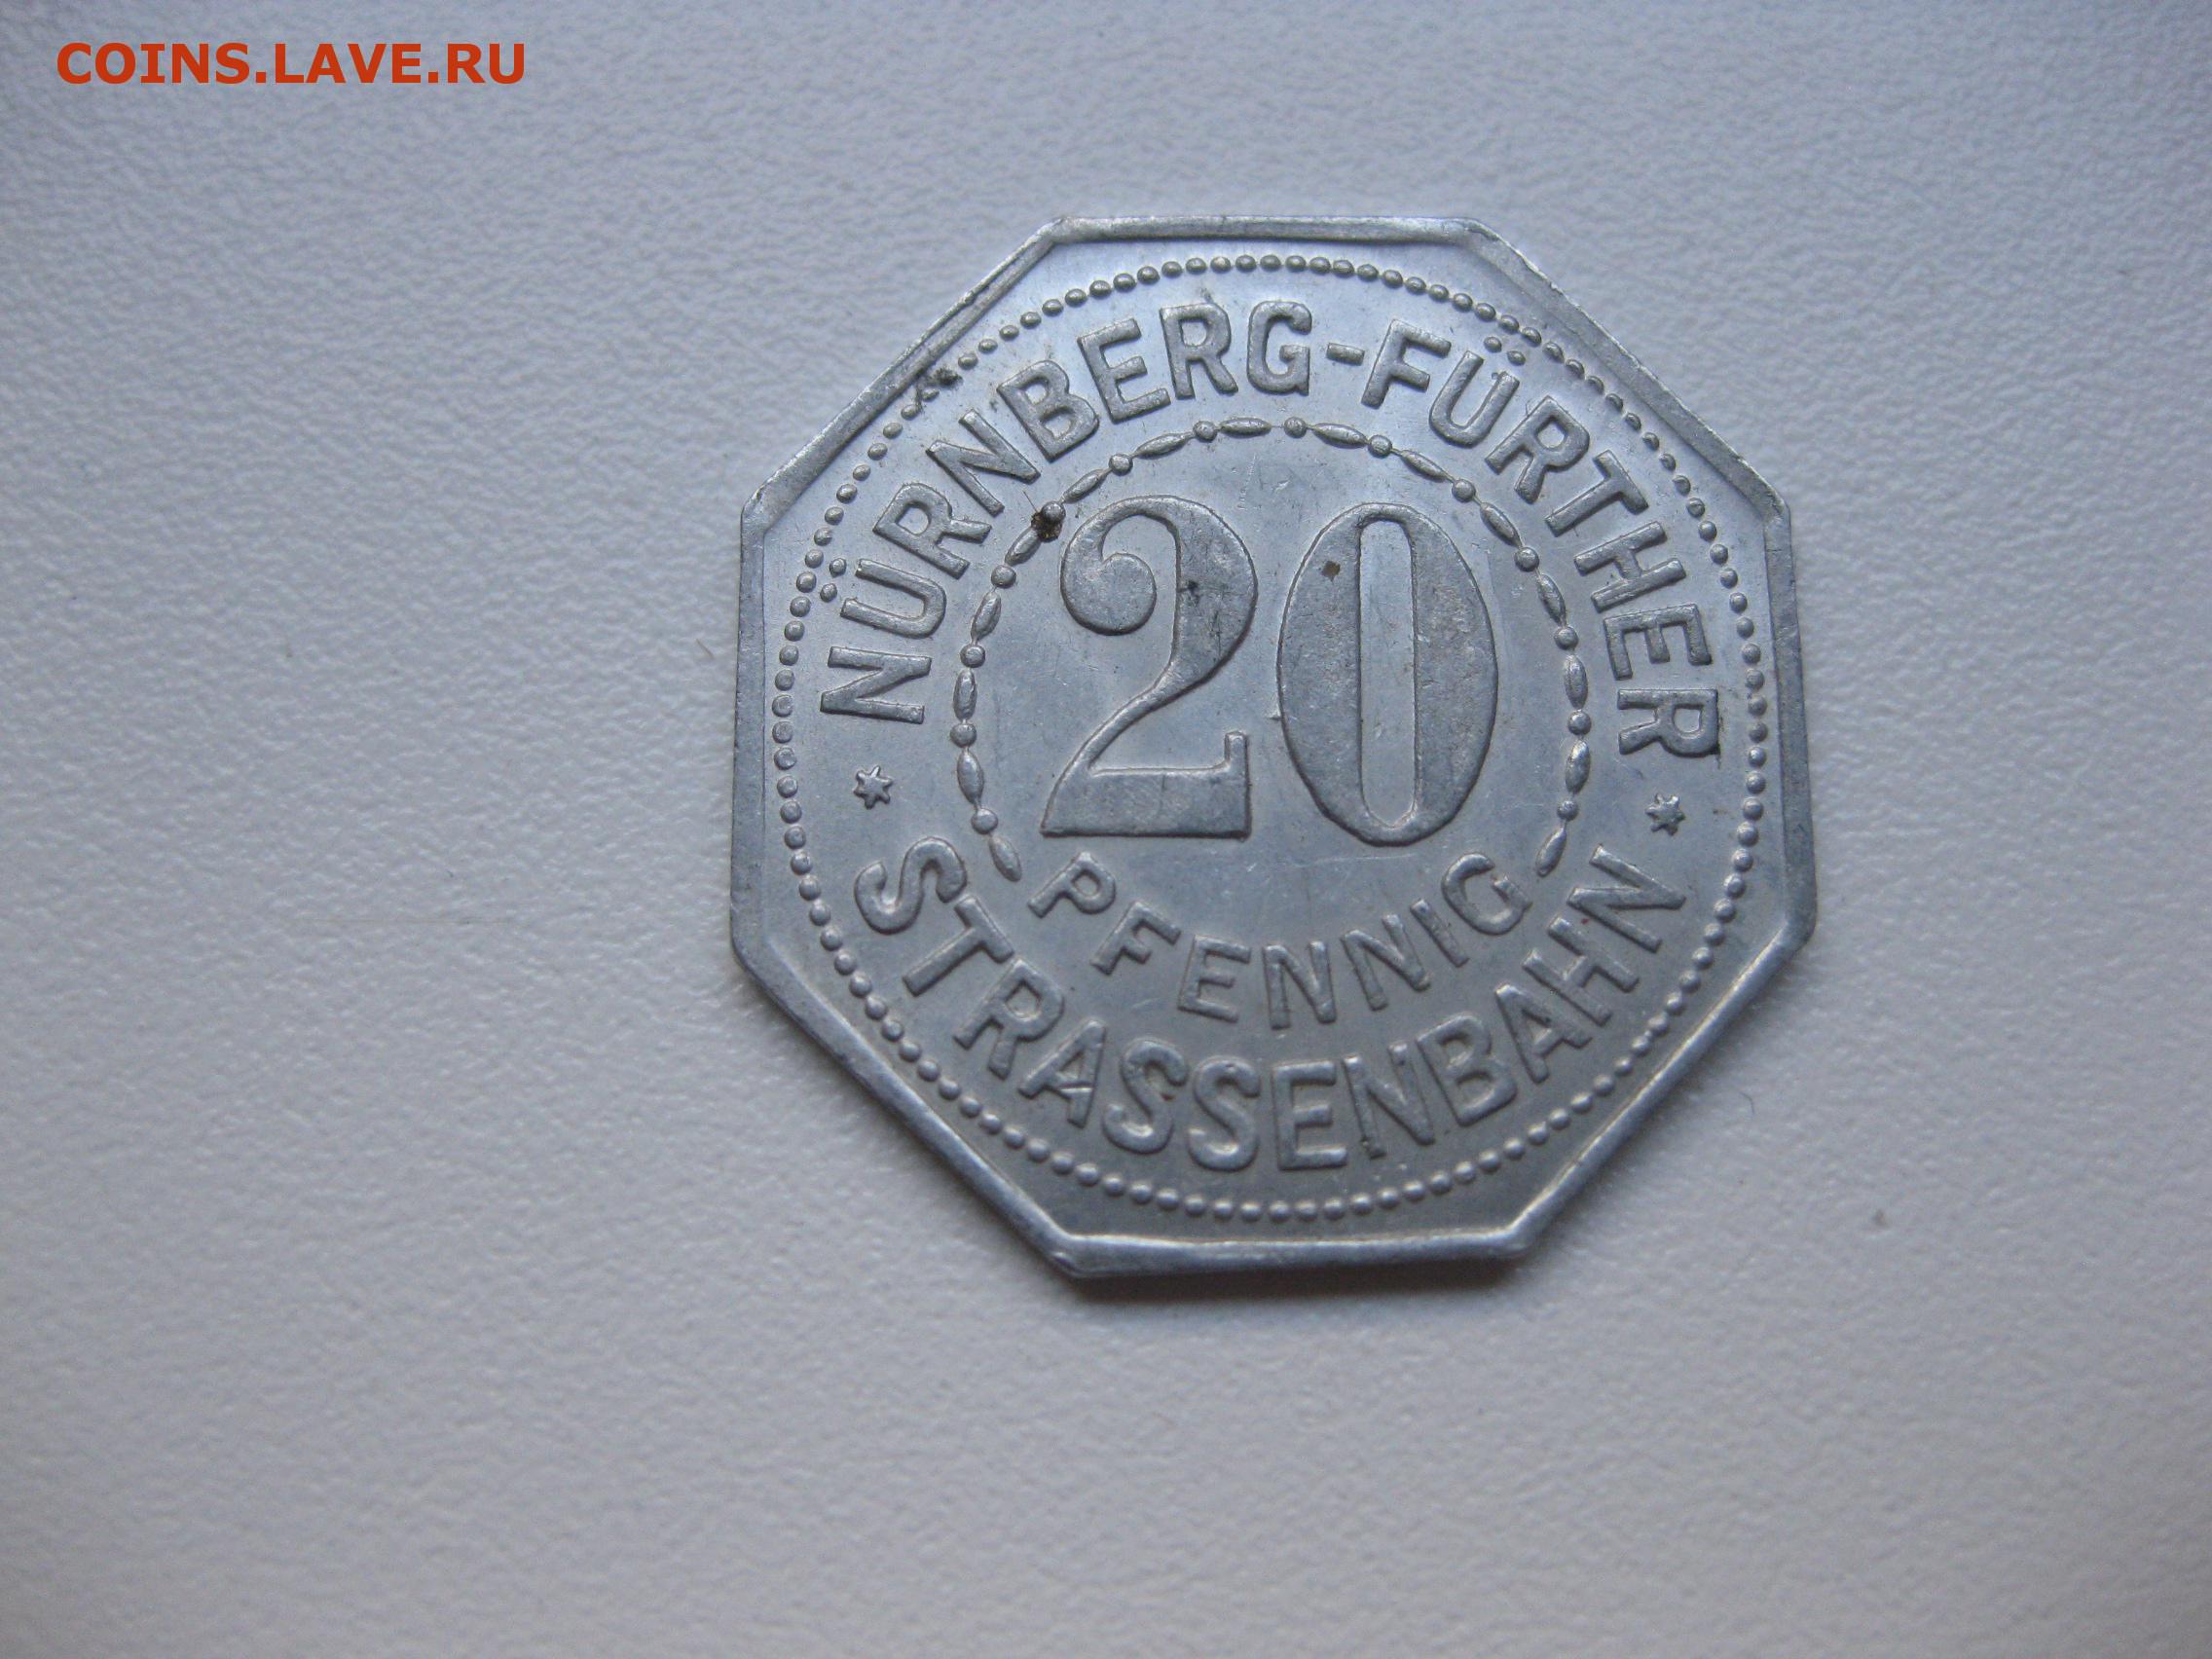 COINS.LAVE.RU
NÜRNBERG-FÜRTHER
20
PFENNIG
* STRASSENBAHN *